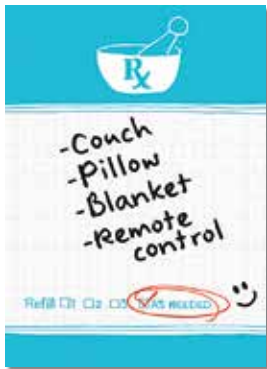 Rx
-Couch
-Pillow
-Blanket
-Remote
control
Refill □1 □2 □3 □ AS NEEDED